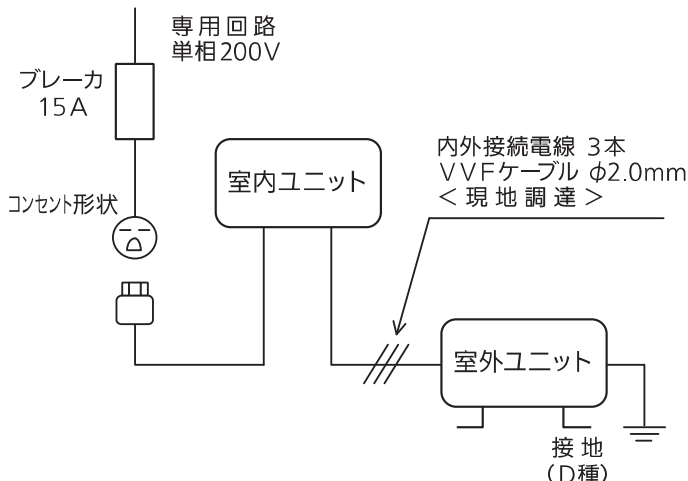 専用回路
単相200V
ブレーカ
15A
コンセント形状
室内ユニット
内外接続電線 3本
VVFケーブル φ2.0mm
<現地調達>
室外ユニット
接地
(D種)